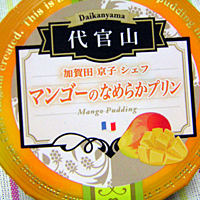 Daikanyama
代官山
加賀田 京子 シェフ
マンゴーのなめらかプリン
Mango Pudding